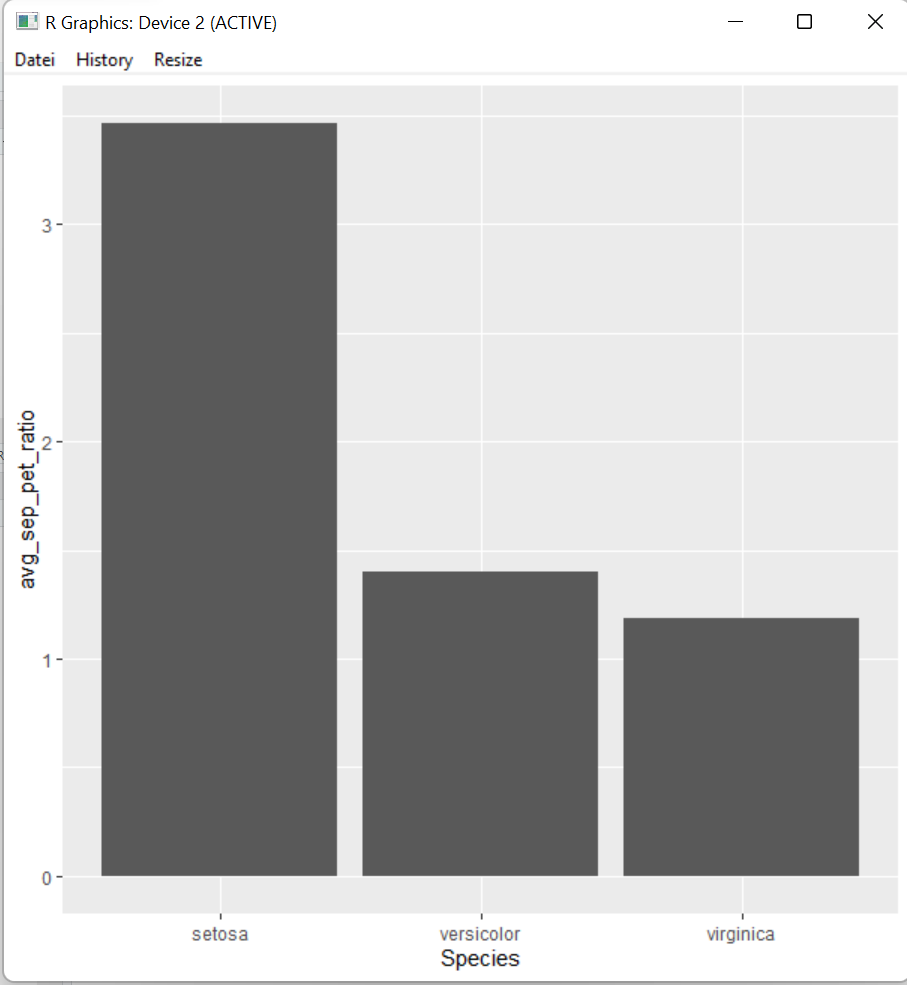 R Graphics: Device 2 (ACTIVE)
Datei History Resize
3
2
1
0
avg_sep_pet_ratio
setosa versicolor virginica
Species